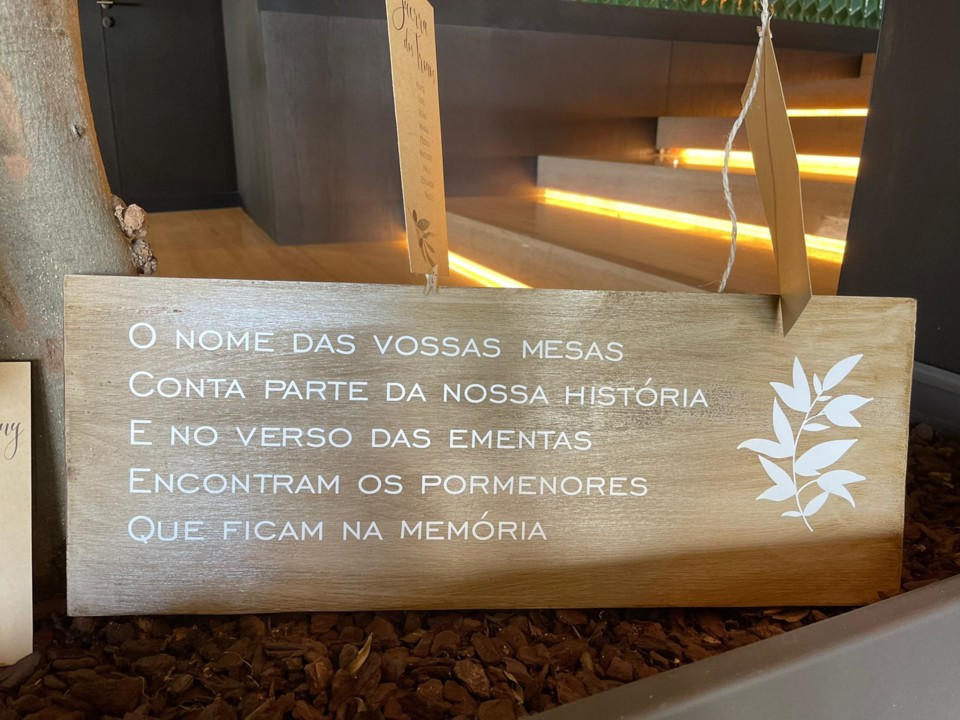 O NOME DAS VOSSAS MESAS
CONTA PARTE DA NOSSA HISTÓRIA
E NO VERSO DAS EMENTAS
ENCONTRAM OS PORMENORES
QUE FICAM NA MEMÓRIA